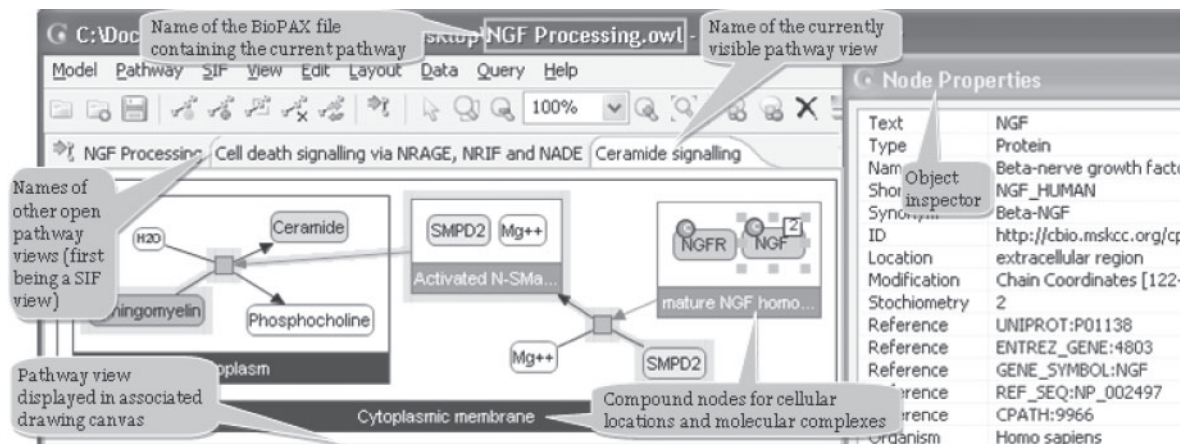 Name of the BioPAX file
containing the current pathway
Name of the currently
visible pathway view
C:\Doc
NGF Processing.owl -
Model Pathway SIF View Edit Layout Data Query Help
100%
NGF Processing Cell death signalling via NRAGE, NRIF and NADE Ceramide signalling
Names of
other open
pathway
views (first
being a SIF
view)
H2O
Ceramide
Phosphocholine
SMPD2 Mg++
Activated N-SMa...
NGFR NGF 2
mature NGF homo...
Mg++
SMPD2
Pathway view
displayed in associated
drawing canvas
Cytoplasmic membrane
Compound nodes for cellular
locations and molecular complexes
Node Properties
Object
inspector
Text NGF
Type Protein
Beta-nerve growth
NGF_HUMAN
Beta-NGF
ID http://cbio.mskcc.org/
Location extracellular region
Modification Chain Coordinates [122-
Stochiometry 2
Reference UNIPROT:P01138
Reference ENTREZ_GENE:4803
Reference GENE_SYMBOL:NGF
REF_SEQ:NP_002497
Reference CPATH:9966
Organism Homo sapiens